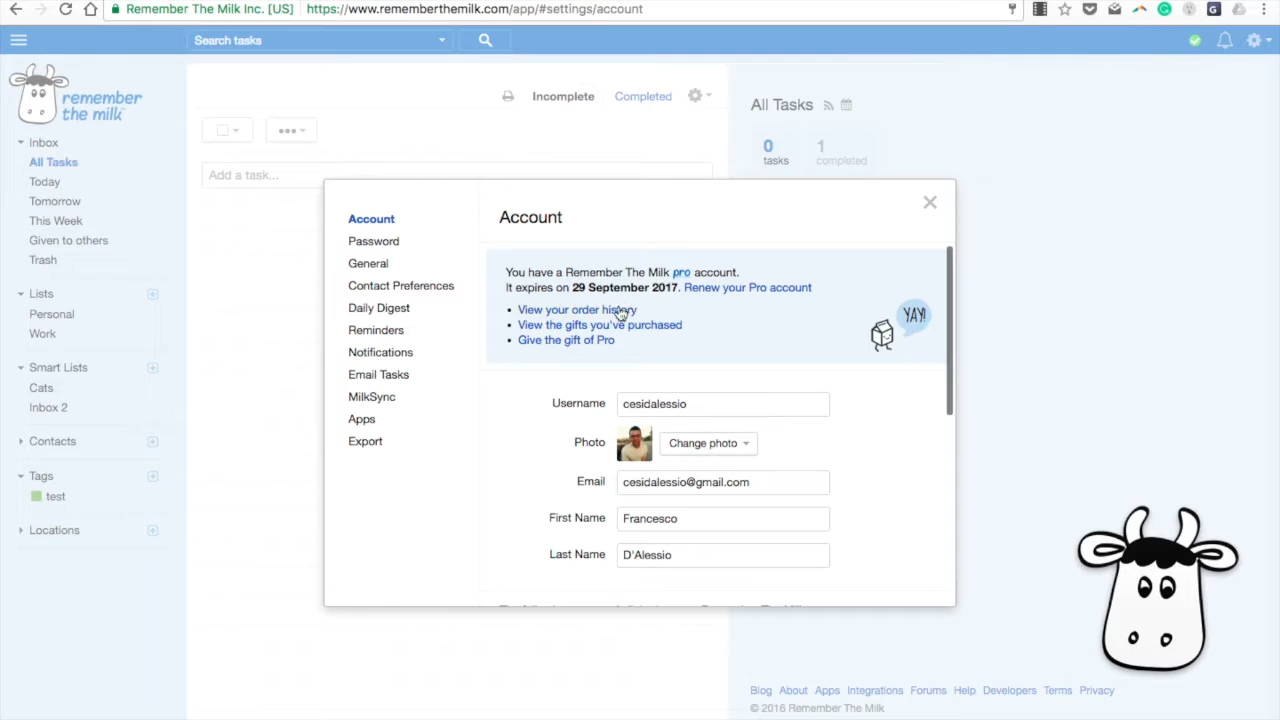 Remember The Milk Inc. [US]
https://www.rememberthemilk.com/app/#settings/account
Search tasks
remember
the milk
Inbox
All Tasks
Today
Tomorrow
This Week
Given to others
Trash
Lists
Personal
Work
Smart Lists
Cats
Inbox 2
Contacts
Tags
test
Locations
Incomplete
Completed
Add a task...
All Tasks
0
tasks
1
completed
Account
Password
General
Contact Preferences
Daily Digest
Reminders
Notifications
Email Tasks
MilkSync
Apps
Export
Account
You have a Remember The Milk pro account.
It expires on 29 September 2017. Renew your Pro account
• View your order history
• View the gifts you've purchased
• Give the gift of Pro
YAY!
Username
cesidalessio
Photo
Change photo
Email
cesidalessio@gmail.com
First Name
Francesco
Last Name
D'Alessio
Blog About Apps Integrations Forums Help Developers Terms Privacy
© 2016 Remember The Milk